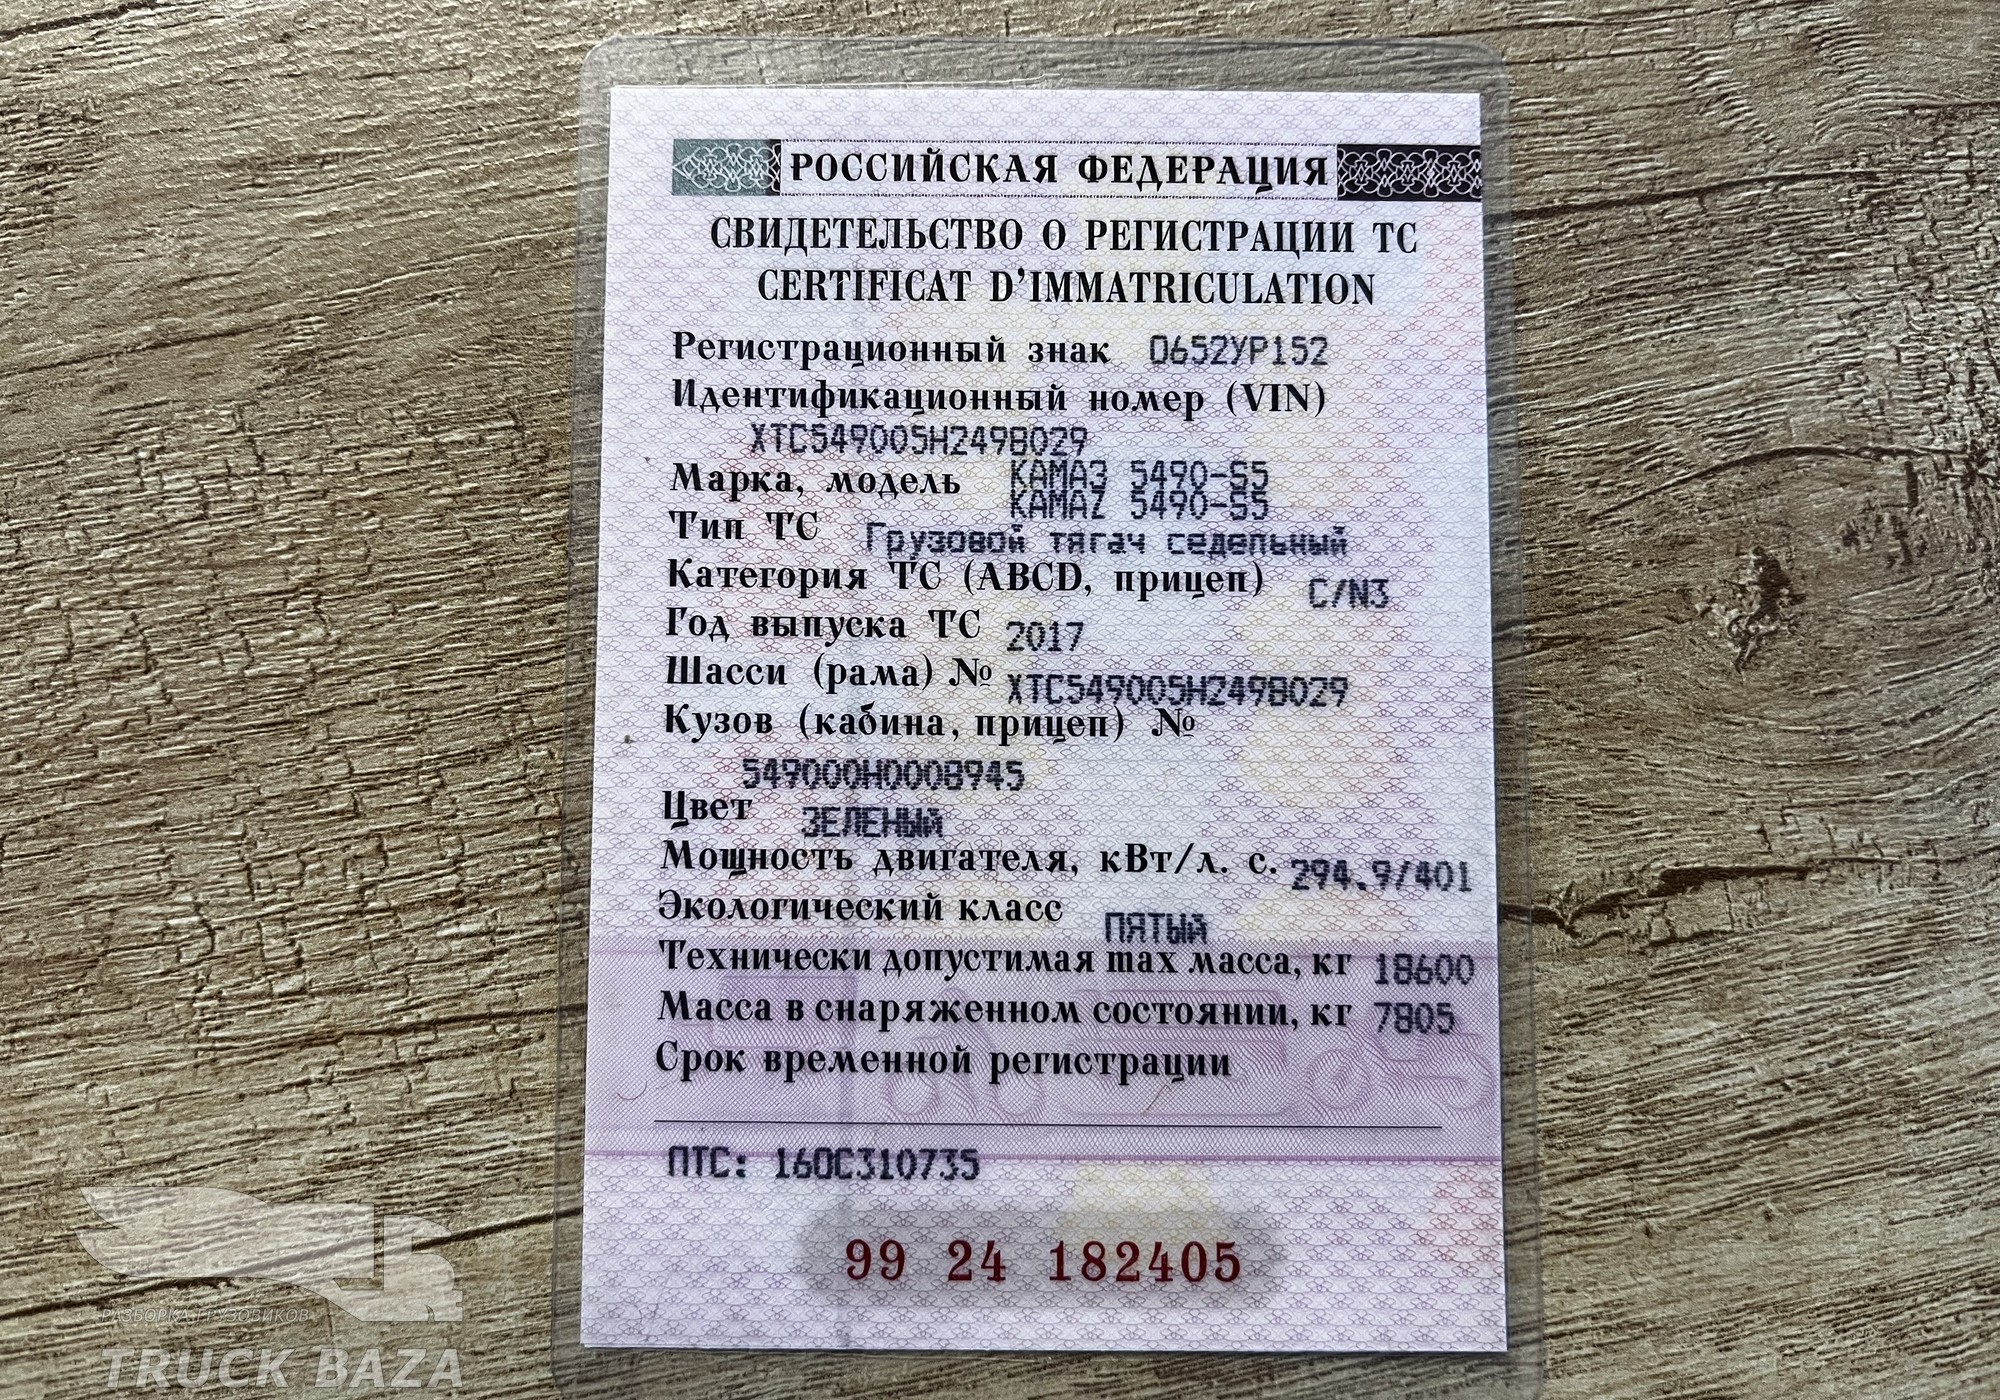 РОССИЙСКАЯ ФЕДЕРАЦИЯ
СВИДЕТЕЛЬСТВО О РЕГИСТРАЦИИ ТС
CERTIFICAT D'IMMATRICULATION
Регистрационный знак О652УР152
Идентификационный номер (VIN)
XTC549005H2498029
Марка, модель КАМАЗ 5490-S5
KAMAZ 5490-S5
Тип ТС Грузовой тягач седельный
Категория ТС (ABCD, прицеп) C/N3
Год выпуска ТС 2017
Шасси (рама) № XTC549005H2498029
Кузов (кабина, прицеп) №
549000H0008945
Цвет ЗЕЛЕНЫЙ
Мощность двигателя, кВт/л. с. 294.9/401
Экологический класс ПЯТЫЙ
Технически допустимая max масса, кг 18600
Масса в снаряженном состоянии, кг 7805
Срок временной регистрации
ПТС: 16ОС310735
99 24 182405
РАЗБОРКА ГРУЗОВИКОВ
TRUCK BAZA